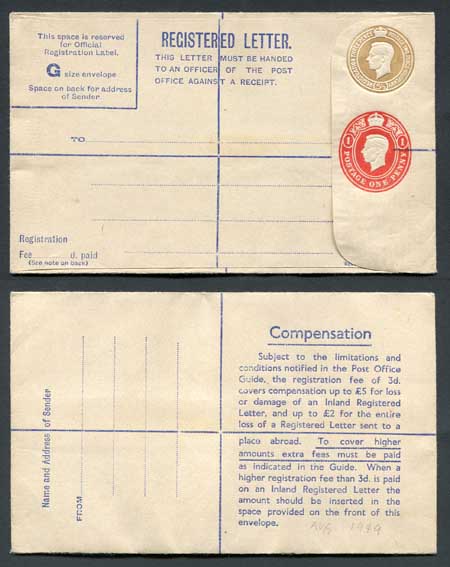 This space is reserved
for Official
Registration Label.
G size envelope
Space on back for address
of Sender.
REGISTERED LETTER.
THIS LETTER MUST BE HANDED
TO AN OFFICER OF THE POST
OFFICE AGAINST A RECEIPT.
TO
1 1
POSTAGE ONE PENNY
Registration
Fee d. paid
(See note on back)
Name and Address of Sender
FROM
Compensation
Subject to the limitations and
conditions notified in the Post Office
Guide, the registration fee of 3d.
covers compensation up to £5 for loss
or damage of an Inland Registered
Letter, and up to £2 for the entire
loss of a Registered Letter sent to a
place abroad. To cover higher
amounts extra fees must be paid
as indicated in the Guide. When a
higher registration fee than 3d. is paid
on an Inland Registered Letter the
amount should be inserted in the
space provided on the front of this
envelope.
AUG 1949